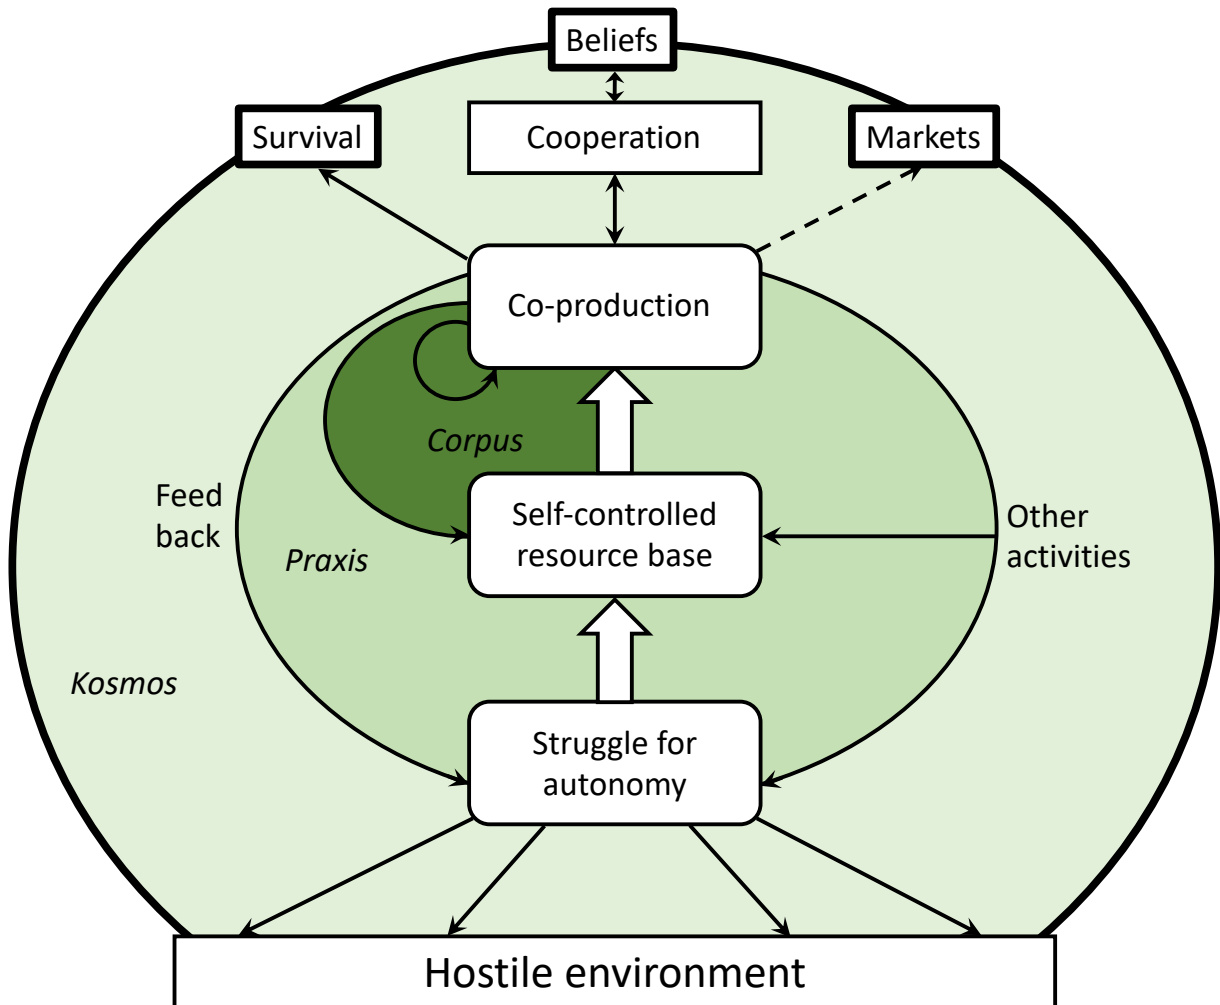 Beliefs
Survival
Cooperation
Markets
Co-production
Corpus
Feed
back
Self-controlled
resource base
Other
activities
Praxis
Kosmos
Struggle for
autonomy
Hostile environment